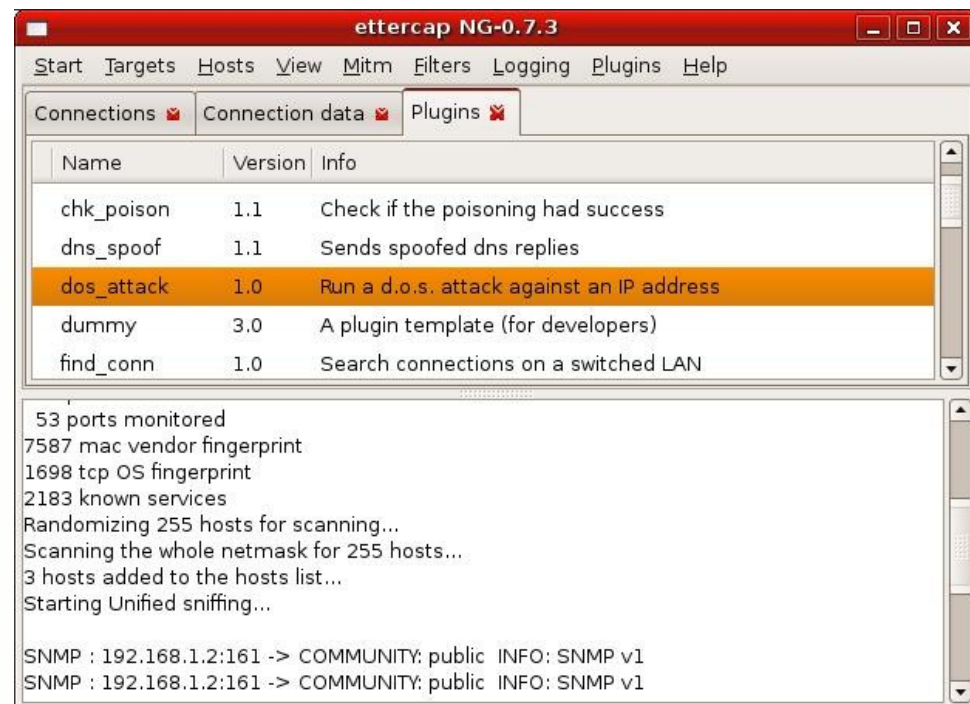 ettercap NG-0.7.3
Start Targets Hosts View Mitm Filters Logging Plugins Help
Connections Connection data Plugins
Name Version Info
chk_poison 1.1 Check if the poisoning had success
dns_spoof 1.1 Sends spoofed dns replies
dos_attack 1.0 Run a d.o.s. attack against an IP address
dummy 3.0 A plugin template (for developers)
find_conn 1.0 Search connections on a switched LAN
53 ports monitored
7587 mac vendor fingerprint
1698 tcp OS fingerprint
2183 known services
Randomizing 255 hosts for scanning...
Scanning the whole netmask for 255 hosts...
3 hosts added to the hosts list...
Starting Unified sniffing...
SNMP : 192.168.1.2:161 -> COMMUNITY: public INFO: SNMP v1
SNMP : 192.168.1.2:161 -> COMMUNITY: public INFO: SNMP v1